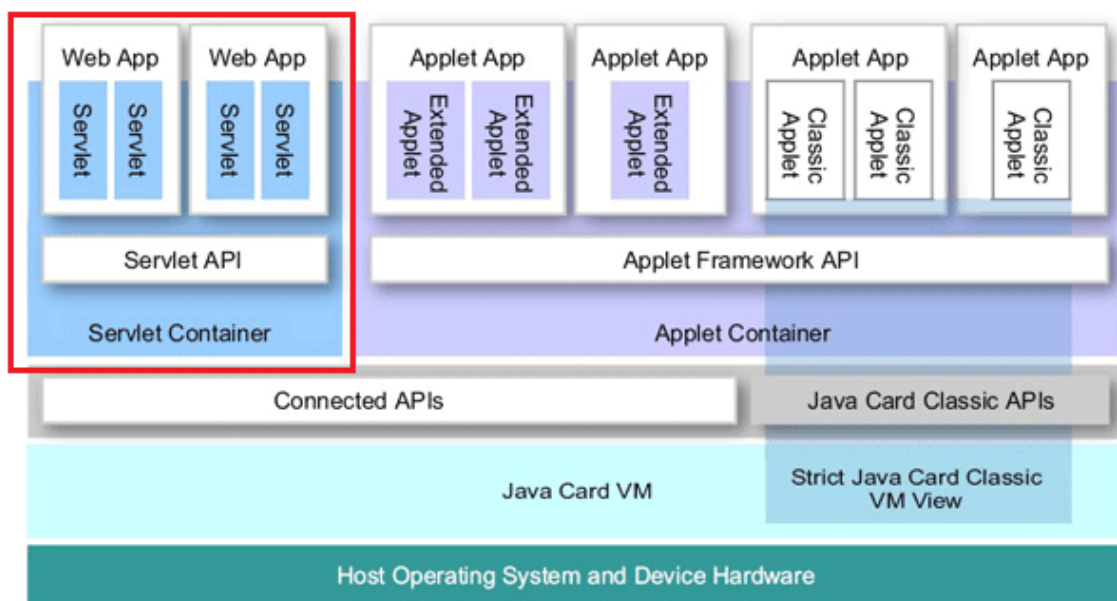 Web App
Web App
Applet App
Applet App
Applet App
Applet App
Servlet
Servlet
Servlet
Servlet
Extended
Applet
Extended
Applet
Extended
Applet
Classic
Applet
Classic
Applet
Classic
Applet
Servlet API
Applet Framework API
Servlet Container
Applet Container
Connected APIs
Java Card Classic APIs
Java Card VM
Strict Java Card Classic
VM View
Host Operating System and Device Hardware